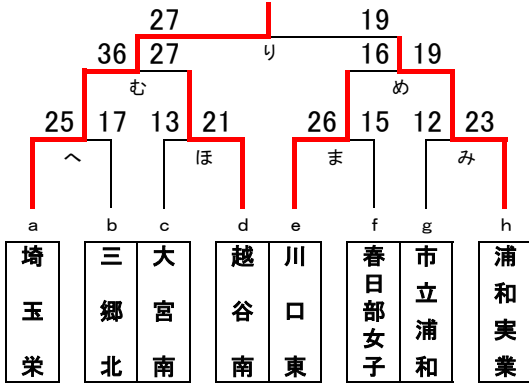 27 19
り
36 27 16 19
む め
25 17 13 21 26 15 12 23
へ ほ ま み
a b c d e f g h
埼玉栄
三郷北
大宮南
越谷南
川口東
春日部女子
市立浦和
浦和実業